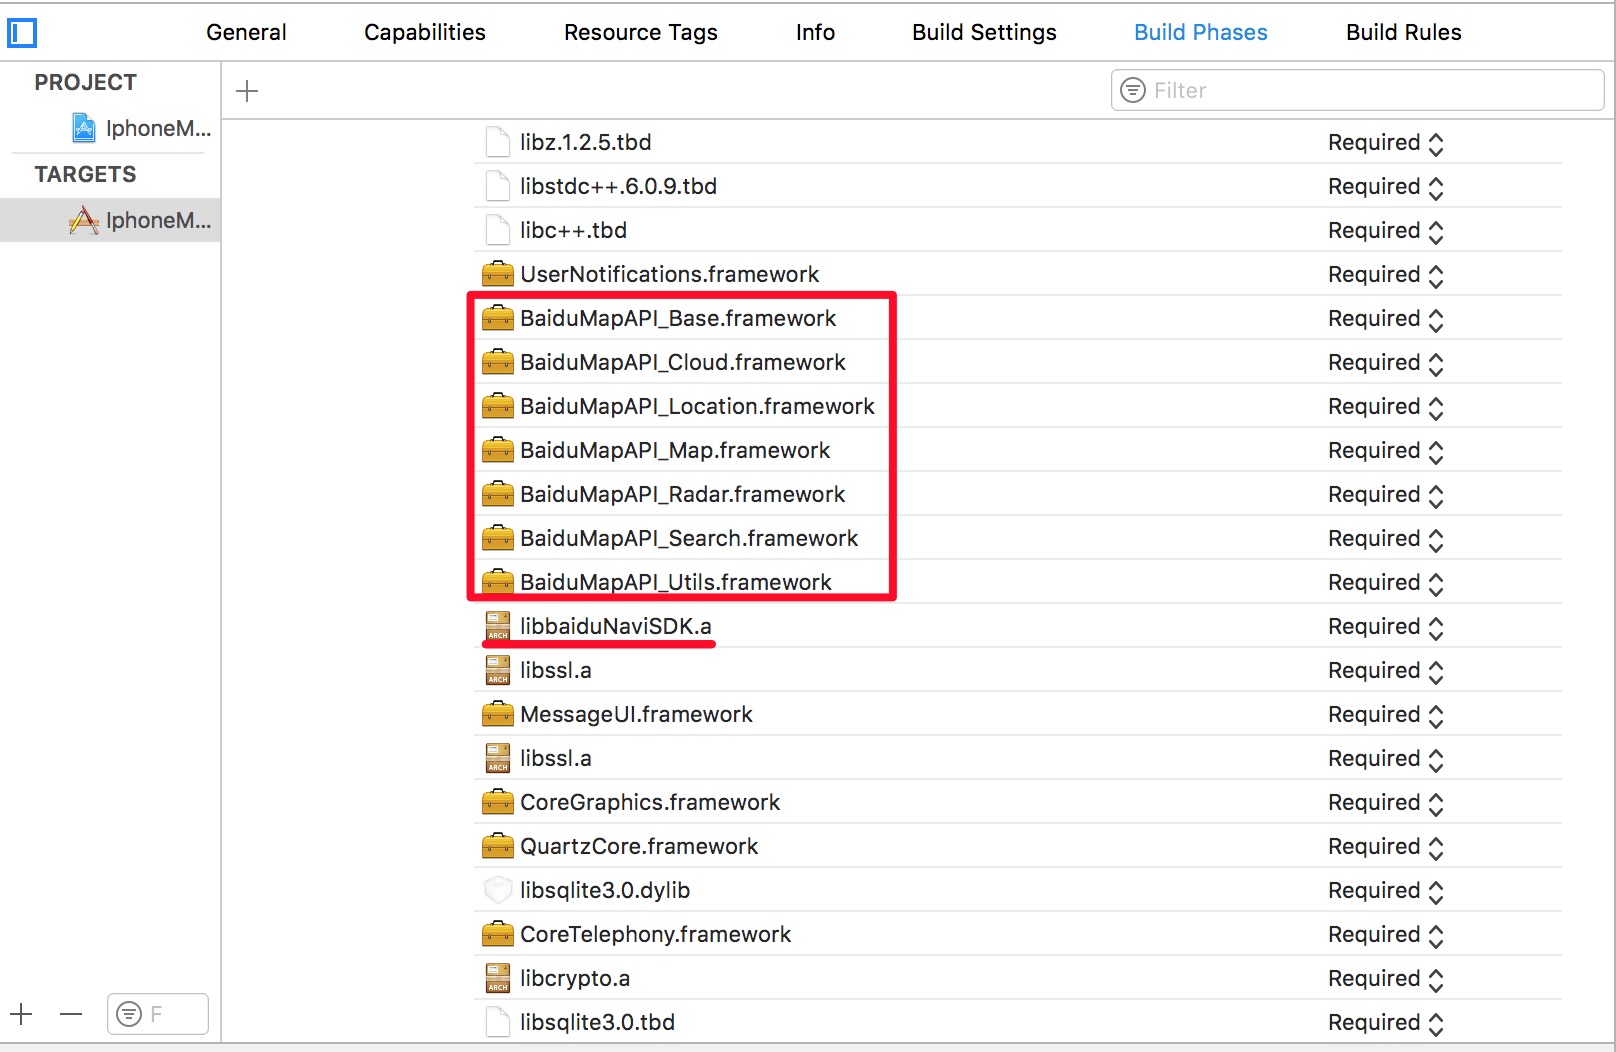 General Capabilities Resource Tags Info Build Settings Build Phases Build Rules
PROJECT
IphoneM...
TARGETS
IphoneM...
Filter
libz.1.2.5.tbd Required
libstdc++.6.0.9.tbd Required
libc++.tbd Required
UserNotifications.framework Required
BaiduMapAPI_Base.framework Required
BaiduMapAPI_Cloud.framework Required
BaiduMapAPI_Location.framework Required
BaiduMapAPI_Map.framework Required
BaiduMapAPI_Radar.framework Required
BaiduMapAPI_Search.framework Required
BaiduMapAPI_Utils.framework Required
ARCH libbaiduNaviSDK.a Required
ARCH libssl.a Required
MessageUI.framework Required
ARCH libssl.a Required
CoreGraphics.framework Required
QuartzCore.framework Required
libsqlite3.0.dylib Required
CoreTelephony.framework Required
ARCH libcrypto.a Required
libsqlite3.0.tbd Required
F